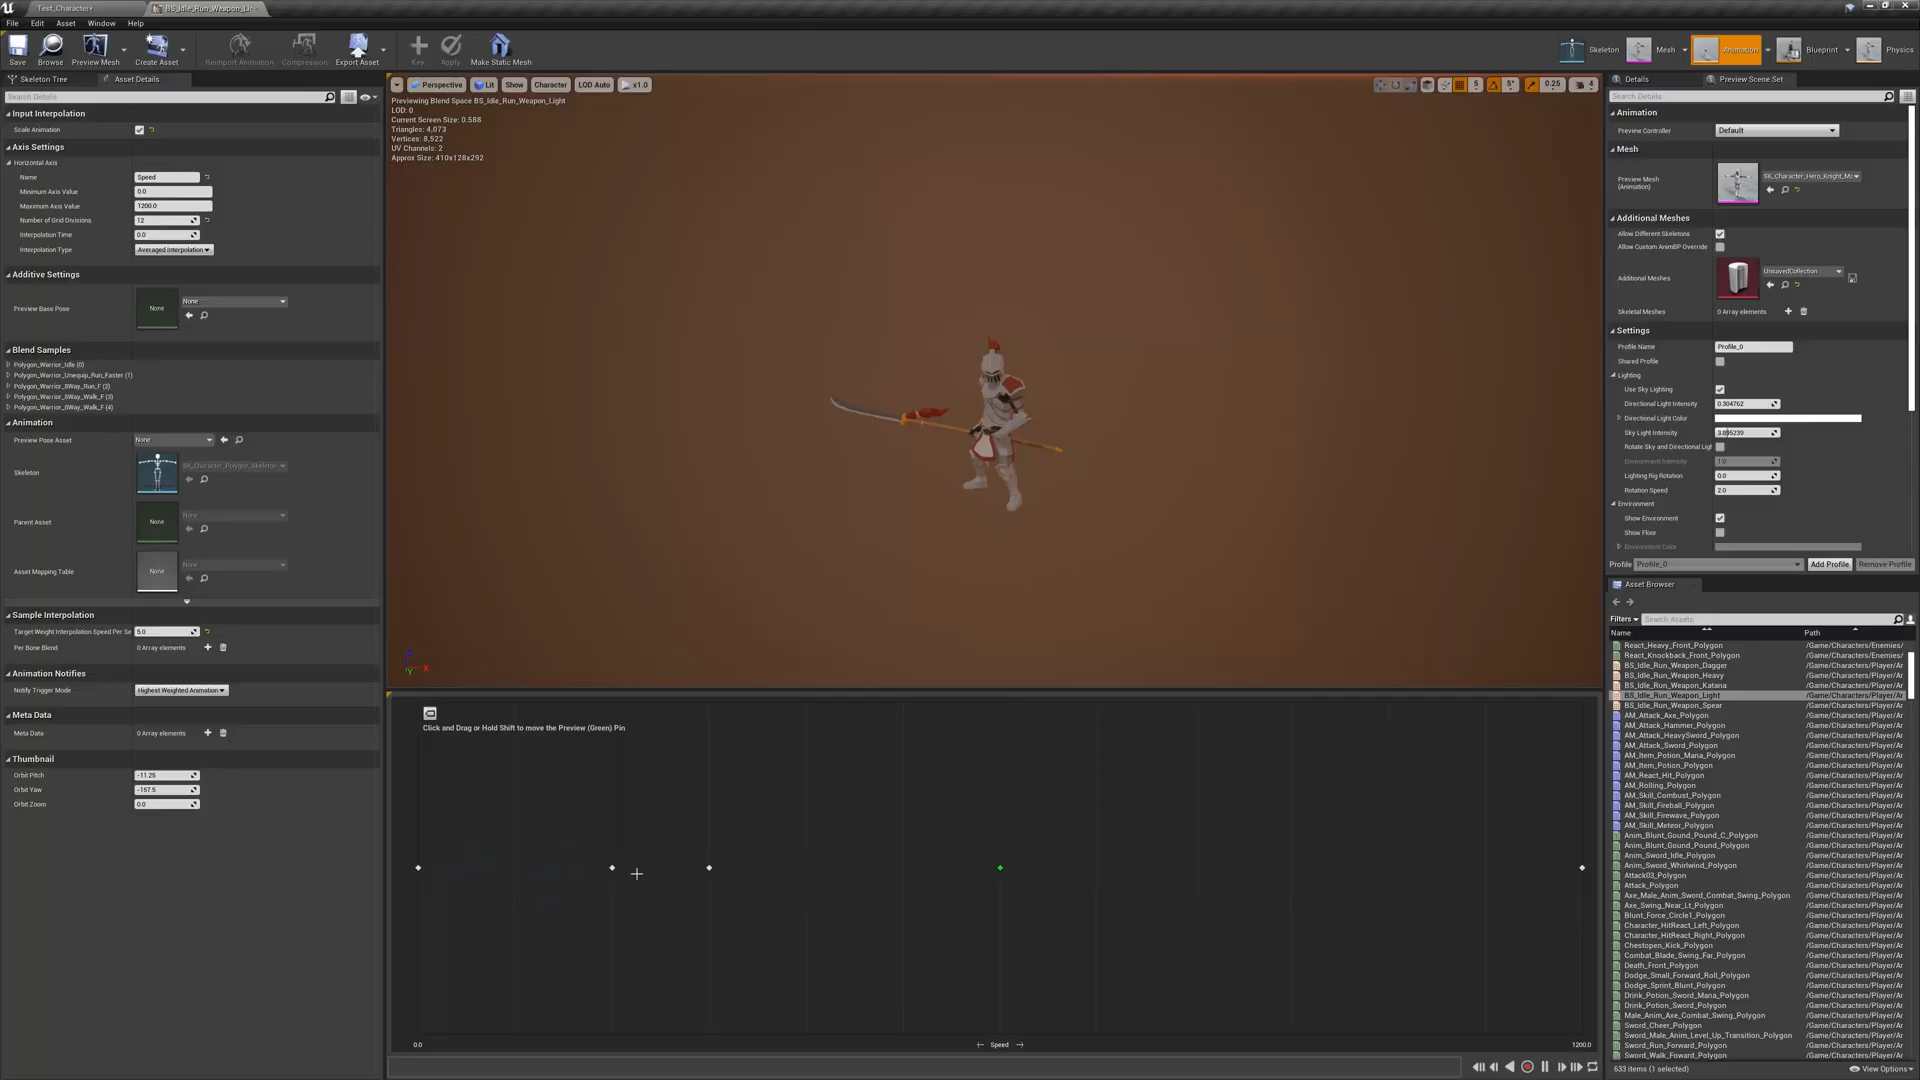 Test_Character+
BS_Idle_Run_Weapon_Lir
File Edit Asset Window Help
Save Browse Preview Mesh Create Asset Reimport Animation Compression Export Asset Key Apply Make Static Mesh
Skeleton Mesh Animation Blueprint Physics
Skeleton Tree Asset Details
Search Details
Input Interpolation
Scale Animation
Axis Settings
Horizontal Axis
Name Speed
Minimum Axis Value 0.0
Maximum Axis Value 1200.0
Number of Grid Divisions 12
Interpolation Time 0.0
Interpolation Type Averaged Interpolation
Additive Settings
Preview Base Pose None None
Blend Samples
Polygon_Warrior_Idle (0)
Polygon_Warrior_Unequip_Run_Faster (1)
Polygon_Warrior_8Way_Run_F (2)
Polygon_Warrior_8Way_Walk_F (3)
Polygon_Warrior_8Way_Walk_F (4)
Animation
Preview Pose Asset None
Skeleton SK_Character_Polygon_Skeleton
Parent Asset None None
Asset Mapping Table None None
Sample Interpolation
Target Weight Interpolation Speed Per Se 5.0
Per Bone Blend 0 Array elements
Animation Notifies
Notify Trigger Mode Highest Weighted Animation
Meta Data
Meta Data 0 Array elements
Thumbnail
Orbit Pitch -11.25
Orbit Yaw -157.5
Orbit Zoom 0.0
Perspective Lit Show Character LOD Auto x1.0
5 5° 0.25 4
Previewing Blend Space BS_Idle_Run_Weapon_Light
LOD: 0
Current Screen Size: 0.588
Triangles: 4,073
Vertices: 8,522
UV Channels: 2
Approx Size: 410x128x292
Click and Drag or Hold Shift to move the Preview (Green) Pin
0.0 Speed 1200.0
Details Preview Scene Set
Search Details
Animation
Preview Controller Default
Mesh
Preview Mesh
(Animation)
SK_Character_Hero_Knight_Ma
Additional Meshes
Allow Different Skeletons
Allow Custom AnimBP Override
Additional Meshes UnsavedCollection
Skeletal Meshes 0 Array elements
Settings
Profile Name Profile_0
Shared Profile
Lighting
Use Sky Lighting
Directional Light Intensity 0.304762
Directional Light Color
Sky Light Intensity
Rotate Sky and Directional Ligl
Environment Intensity 1.0
Lighting Rig Rotation 0.0
Rotation Speed 2.0
Environment
Show Environment
Show Floor
Environment Color
Profile Profile_0 Add Profile Remove Profile
Asset Browser
Filters Search Assets
Name Path
React_Heavy_Front_Polygon /Game/Characters/Enemies/
React_Knockback_Front_Polygon /Game/Characters/Enemies/
BS_Idle_Run_Weapon_Dagger /Game/Characters/Player/Ar
BS_Idle_Run_Weapon_Heavy /Game/Characters/Player/Ar
BS_Idle_Run_Weapon_Katana /Game/Characters/Player/Ar
BS_Idle_Run_Weapon_Light /Game/Characters/Player/Ar
BS_Idle_Run_Weapon_Spear /Game/Characters/Player/Ar
AM_Attack_Axe_Polygon /Game/Characters/Player/Ar
AM_Attack_Hammer_Polygon /Game/Characters/Player/Ar
AM_Attack_HeavySword_Polygon /Game/Characters/Player/Ar
AM_Attack_Sword_Polygon /Game/Characters/Player/Ar
AM_Item_Potion_Mana_Polygon /Game/Characters/Player/Ar
AM_Item_Potion_Polygon /Game/Characters/Player/Ar
AM_React_Hit_Polygon /Game/Characters/Player/Ar
AM_Rolling_Polygon /Game/Characters/Player/Ar
AM_Skill_Combust_Polygon /Game/Characters/Player/Ar
AM_Skill_Fireball_Polygon /Game/Characters/Player/Ar
AM_Skill_Firewave_Polygon /Game/Characters/Player/Ar
AM_Skill_Meteor_Polygon /Game/Characters/Player/Ar
Anim_Blunt_Gound_Pound_C_Polygon /Game/Characters/Player/Ar
Anim_Blunt_Gound_Pound_Polygon /Game/Characters/Player/Ar
Anim_Sword_Idle_Polygon /Game/Characters/Player/Ar
Anim_Sword_Whirlwind_Polygon /Game/Characters/Player/Ar
Attack03_Polygon /Game/Characters/Player/Ar
Attack_Polygon /Game/Characters/Player/Ar
Axe_Male_Anim_Sword_Combat_Swing_Polygon /Game/Characters/Player/Ar
Axe_Swing_Near_Lt_Polygon /Game/Characters/Player/Ar
Blunt_Force_Circle1_Polygon /Game/Characters/Player/Ar
Character_HitReact_Left_Polygon /Game/Characters/Player/Ar
Character_HitReact_Right_Polygon /Game/Characters/Player/Ar
Chestopen_Kick_Polygon /Game/Characters/Player/Ar
Combat_Blade_Swing_Far_Polygon /Game/Characters/Player/Ar
Death_Front_Polygon /Game/Characters/Player/Ar
Dodge_Small_Forward_Roll_Polygon /Game/Characters/Player/Ar
Dodge_Sprint_Blunt_Polygon /Game/Characters/Player/Ar
Drink_Potion_Sword_Mana_Polygon /Game/Characters/Player/Ar
Drink_Potion_Sword_Polygon /Game/Characters/Player/Ar
Male_Anim_Axe_Combat_Swing_Polygon /Game/Characters/Player/Ar
Sword_Cheer_Polygon /Game/Characters/Player/Ar
Sword_Male_Anim_Level_Up_Transition_Polygon /Game/Characters/Player/Ar
Sword_Run_Forward_Polygon /Game/Characters/Player/Ar
Sword_Walk_Forward_Polygon /Game/Characters/Player/Ar
633 items (1 selected) View Options